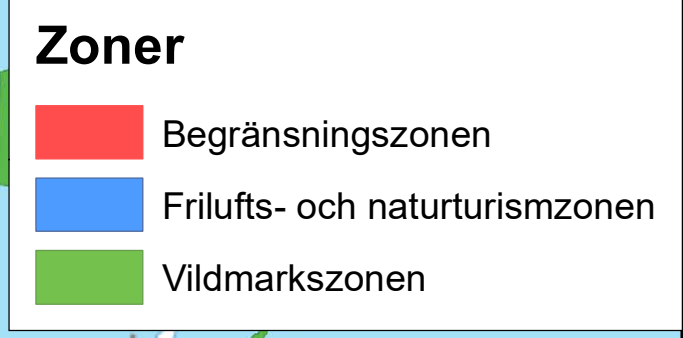 Zoner
Begränsningszonen
Frilufts- och naturturismzonen
Vildmarkszonen